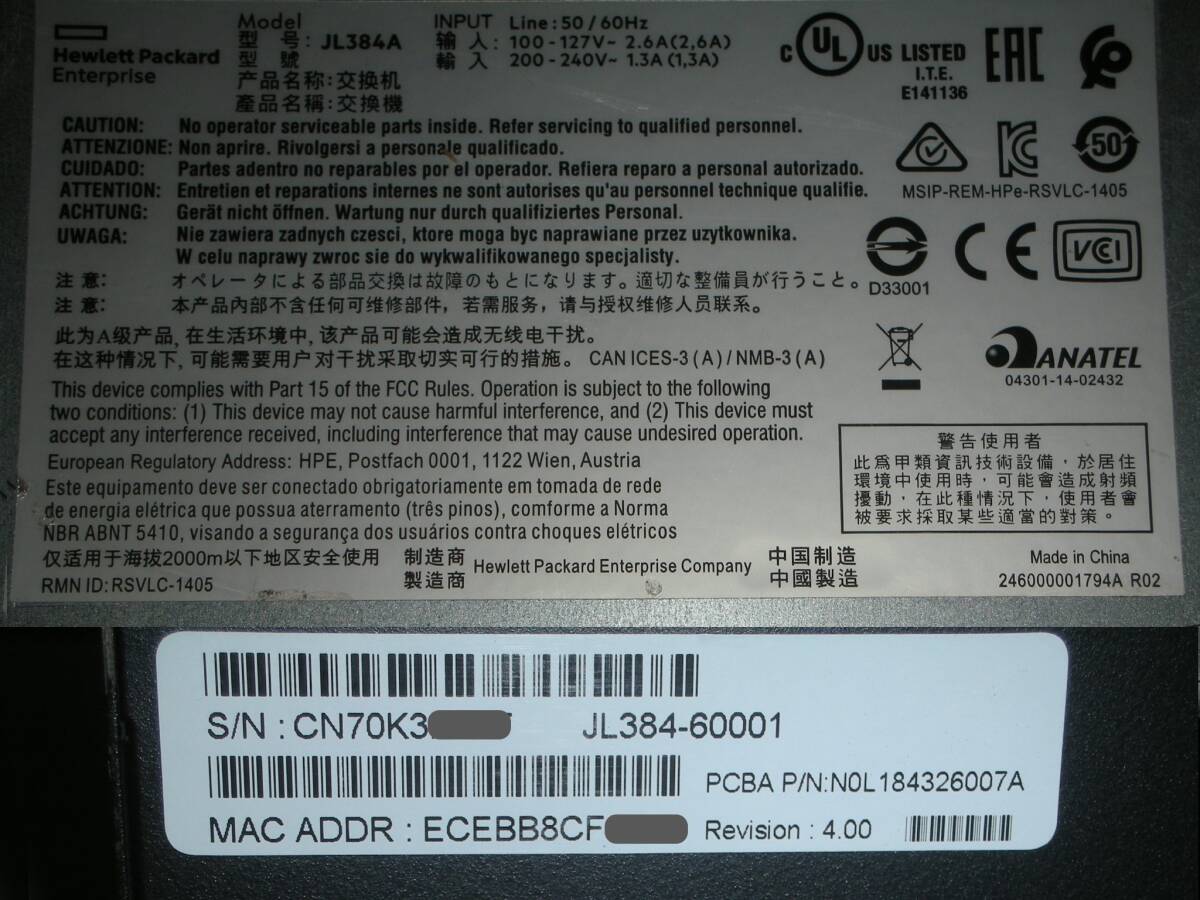 Hewlett Packard
Enterprise
Model
型 号: JL384A
型 號
产品名称:交换机
產品名稱:交換機
INPUT Line: 50 / 60Hz
输 入: 100 - 127V~ 2.6A(2,6A)
輸 入 200 - 240V~ 1.3A (1,3A)
C UL US LISTED
I.T.E.
E141136
EAC
CAUTION: No operator serviceable parts inside. Refer servicing to qualified personnel.
ATTENZIONE: Non aprire. Rivolgersi a personale qualificado.
CUIDADO: Partes adentro no reparables por el operador. Refiera reparo a personal autorizado.
ATTENTION: Entretien et reparations internes ne sont autorises qu'au personnel technique qualifie.
ACHTUNG: Gerät nicht öffnen. Wartung nur durch qualifiziertes Personal.
UWAGA: Nie zawiera zadnych czesci, ktore moga byc naprawiane przez uzytkownika.
W celu naprawy zwroc sie do wykwalifikowanego specjalisty.
注 意: オペレータによる部品交換は故障のもとになります。適切な整備員が行うこと。
注 意: 本产品内部不含任何可维修部件，若需服务，请与授权维修人员联系。
50
MSIP-REM-HPe-RSVLC-1405
D33001
CE
VCI
此为A级产品, 在生活环境中, 该产品可能会造成无线电干扰。
在这种情况下, 可能需要用户对干扰采取切实可行的措施。 CAN ICES-3 (A) / NMB-3 (A)
ANATEL
04301-14-02432
This device complies with Part 15 of the FCC Rules. Operation is subject to the following
two conditions: (1) This device may not cause harmful interference, and (2) This device must
accept any interference received, including interference that may cause undesired operation.
European Regulatory Address: HPE, Postfach 0001, 1122 Wien, Austria
Este equipamento deve ser conectado obrigatoriamente em tomada de rede
de energia elétrica que possua aterramento (três pinos), comforme a Norma
NBR ABNT 5410, visando a segurança dos usuários contra choques elétricos
警告使用者
此爲甲類資訊技術設備，於居住
環境中使用時，可能會造成射頻
擾動，在此種情況下，使用者會
被要求採取某些適當的對策。
仅适用于海拔2000m以下地区安全使用
RMN ID: RSVLC-1405
制造商
製造商
Hewlett Packard Enterprise Company
中国制造
中國製造
Made in China
246000001794A R02
S/N : CN70K3
JL384-60001
PCBA P/N:N0L184326007A
MAC ADDR : ECEBB8CF
Revision : 4.00